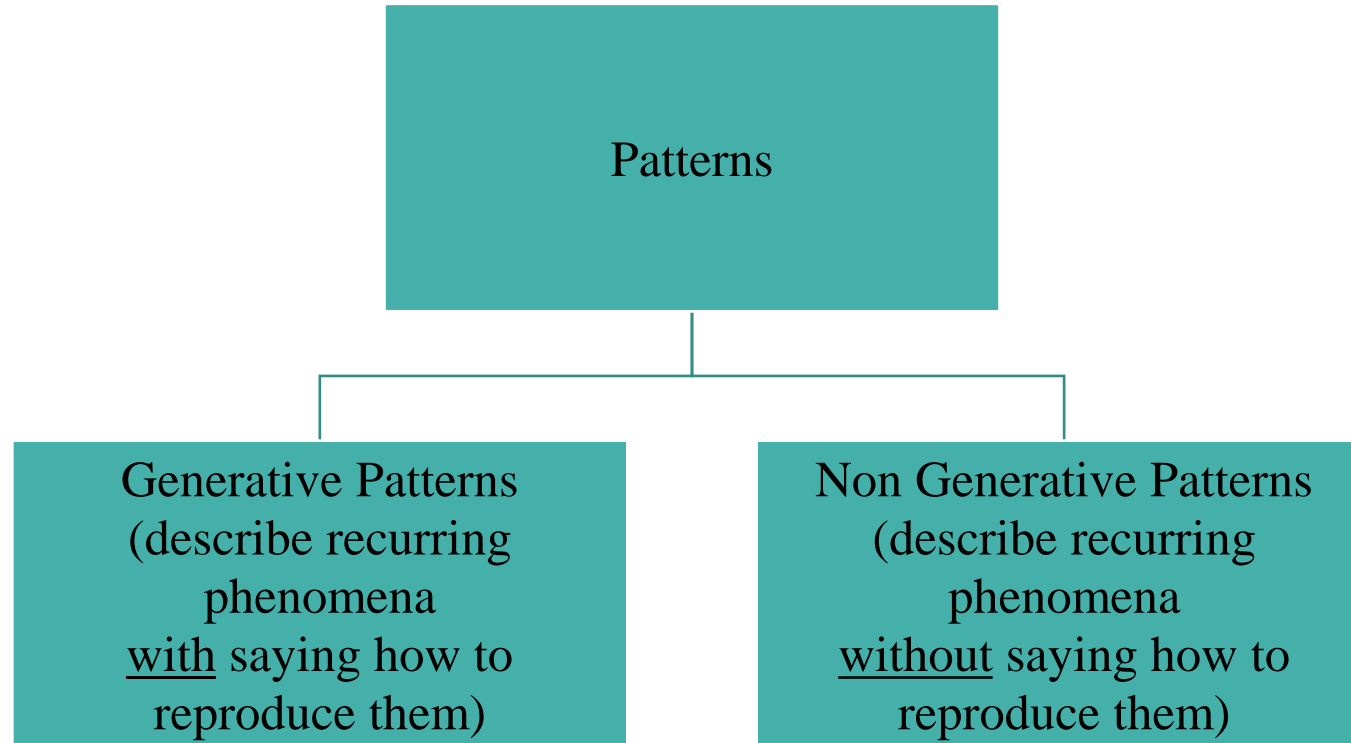 Patterns
Generative Patterns
(describe recurring
phenomena
with saying how to
reproduce them)
Non Generative Patterns
(describe recurring
phenomena
without saying how to
reproduce them)